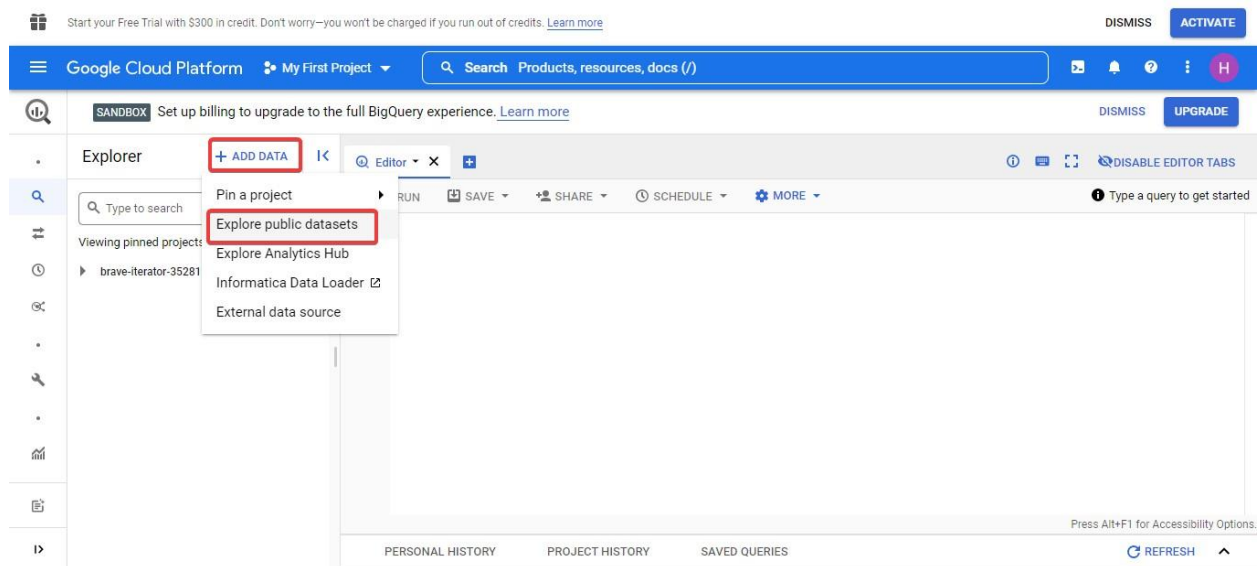 Start your Free Trial with $300 in credit. Don't worry—you won't be charged if you run out of credits. Learn more
DISMISS
ACTIVATE
Google Cloud Platform
My First Project
Search Products, resources, docs (/)
H
SANDBOX Set up billing to upgrade to the full BigQuery experience. Learn more
DISMISS
UPGRADE
Explorer
+ ADD DATA
Editor
DISABLE EDITOR TABS
Type to search
Viewing pinned projects
brave-iterator-35281
Pin a project
Explore public datasets
Explore Analytics Hub
Informatica Data Loader
External data source
RUN
SAVE
SHARE
SCHEDULE
MORE
Type a query to get started
Press Alt+F1 for Accessibility Options.
PERSONAL HISTORY
PROJECT HISTORY
SAVED QUERIES
REFRESH